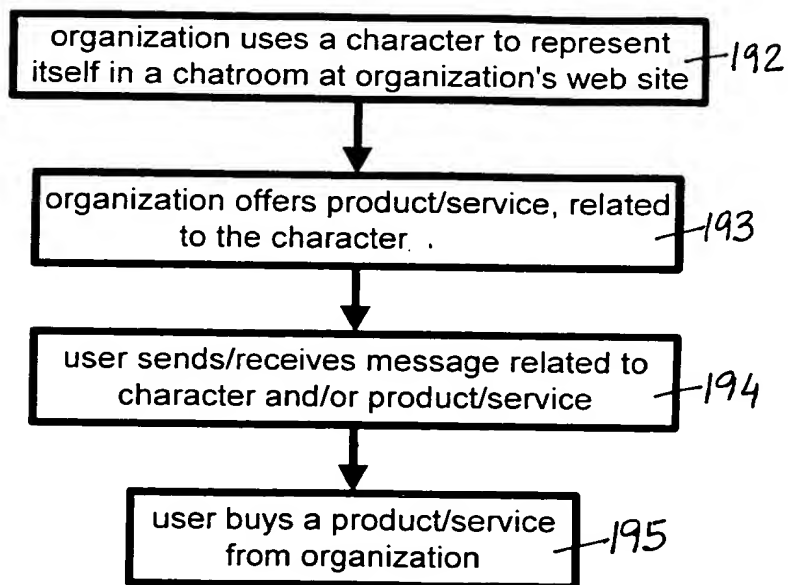 organization uses a character to represent
itself in a chatroom at organization's web site
192
organization offers product/service, related
to the character .
193
user sends/receives message related to
character and/or product/service
194
user buys a product/service
from organization
195